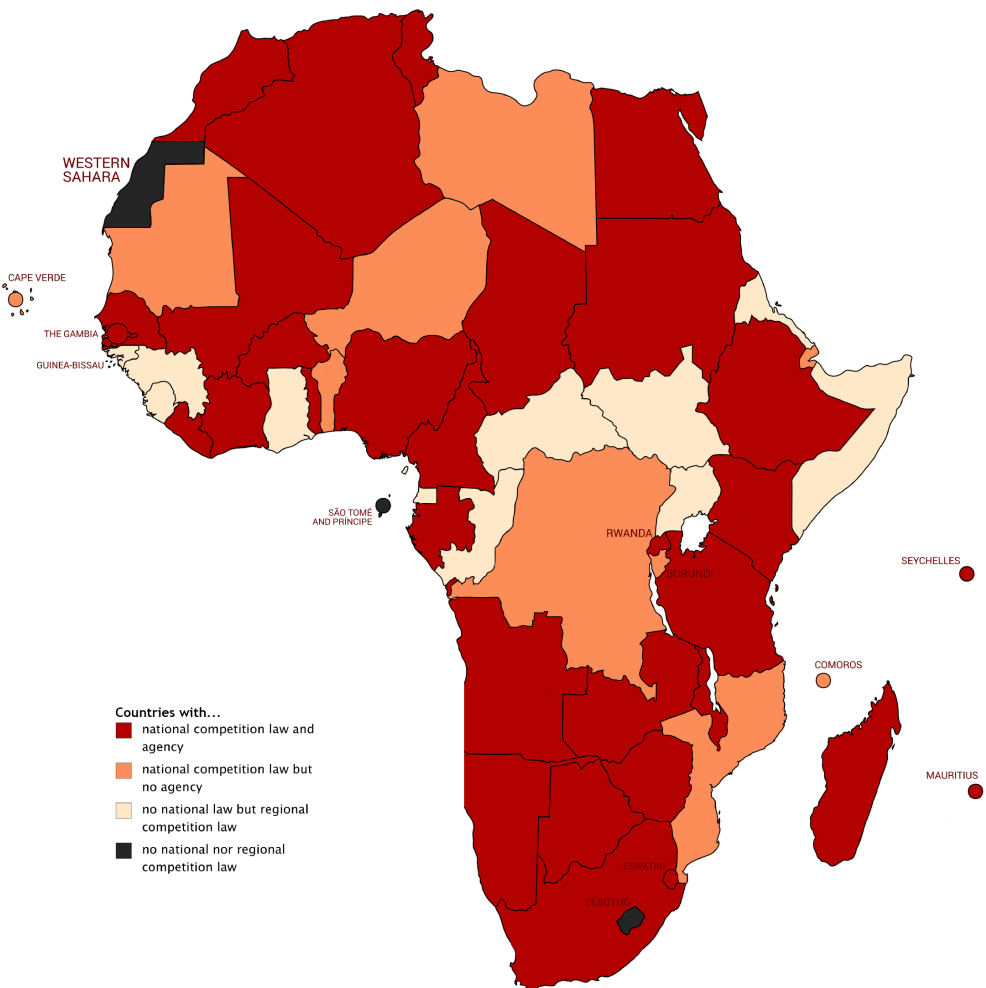 WESTERN
SAHARA
CAPE VERDE
THE GAMBIA
GUINEA-BISSAU
SÃO TOMÉ
AND PRÍNCIPE
RWANDA
BURUNDI
SEYCHELLES
COMOROS
MAURITIUS
ESWATINI
LESOTHO
Countries with...
national competition law and
agency
national competition law but
no agency
no national law but regional
competition law
no national nor regional
competition law